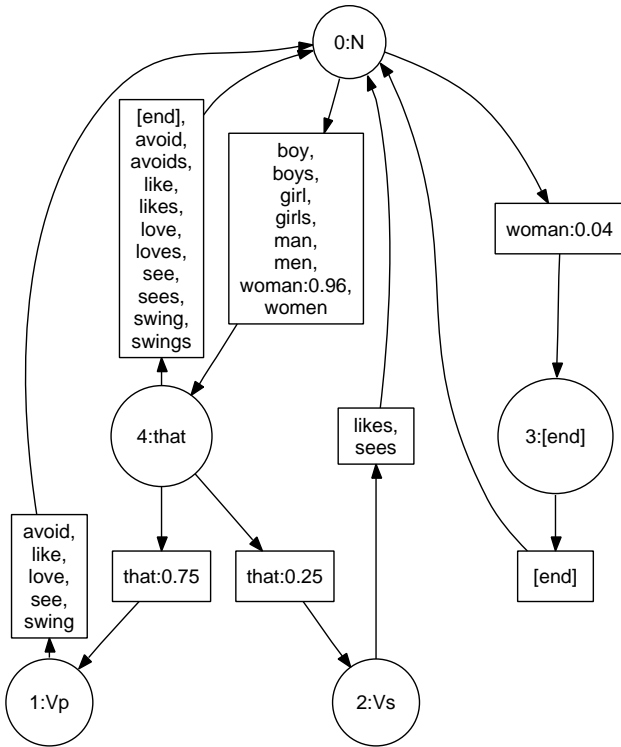 0:N
[end],
avoid,
avoids,
like,
likes,
love,
loves,
see,
sees,
swing,
swings
boy,
boys,
girl,
girls,
man,
men,
woman:0.96,
women
woman:0.04
4:that
likes,
sees
3:[end]
avoid,
like,
love,
see,
swing
that:0.75
that:0.25
[end]
1:Vp
2:Vs